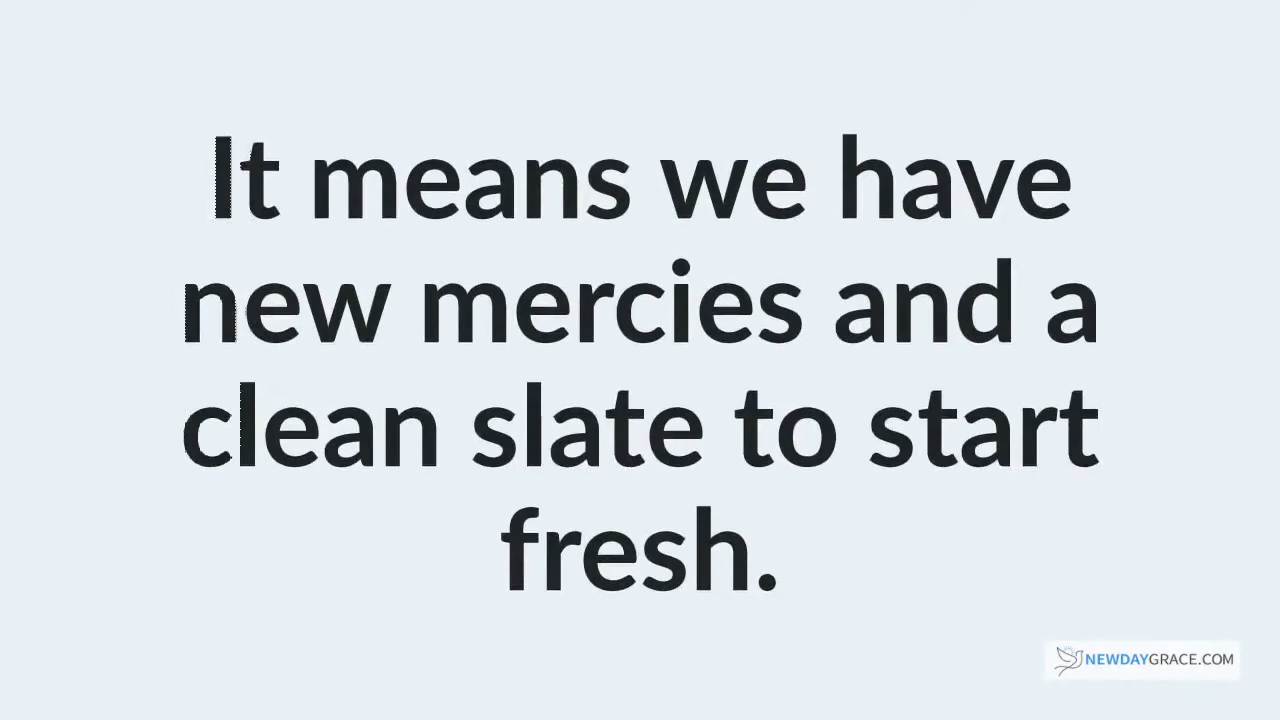 It means we have
new mercies and a
clean slate to start
fresh.
NEWDAYGRACE.COM